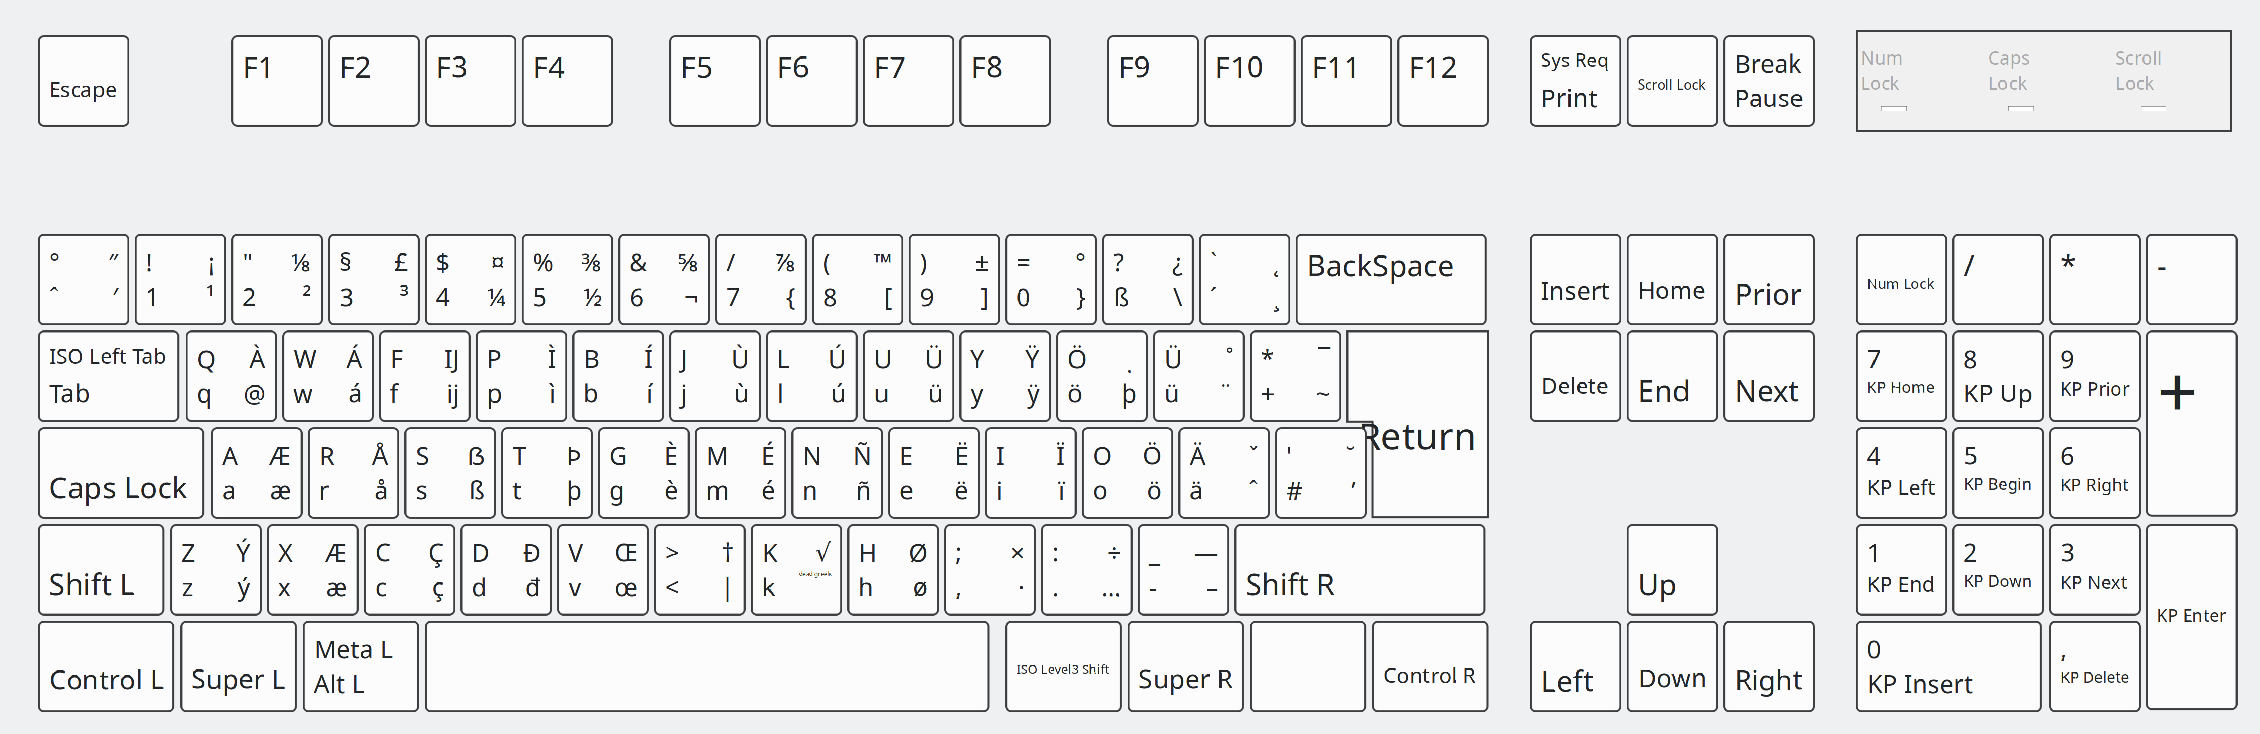 Escape F1 F2 F3 F4 F5 F6 F7 F8 F9 F10 F11 F12 Sys Req Scroll Lock Break Num Caps Scroll
Print Pause Lock Lock Lock
° ″ ! ¡ " ⅛ § £ $ ¤ % ⅜ & ⅝ / ⅞ ( ™ ) ± = ° ? ¿ ` ˛ BackSpace Insert Home Prior Num Lock / * -
ˆ ′ 1 ¹ 2 ² 3 ³ 4 ¼ 5 ½ 6 ¬ 7 { 8 [ 9 ] 0 } ß \ ´ ¸
ISO Left Tab Q À W Á F IJ P Ì B Í J Ù L Ú U Ü Y Ÿ Ö . Ü ˚ * ¯ Return Delete End Next 7 8 9 +
Tab q @ w á f ij p ì b í j ù l ú u ü y ÿ ö þ ü ¨ + ~ KP Home KP Up KP Prior
Caps Lock A Æ R Å S ẞ T Þ G È M É N Ñ E Ë I Ï O Ö Ä ˇ ' ˘ 4 5 6
a æ r å s ß t þ g è m é n ñ e ë i ï o ö ä ˆ # ’ KP Left KP Begin KP Right
Shift L Z Ý X Æ C Ç D Đ V Œ > † K √ H Ø ; × : ÷ _ — Shift R Up 1 2 3 KP Enter
z ý x æ c ç d đ v œ < | k dead greek h ø , · . … - – KP End KP Down KP Next
Control L Super L Meta L ISO Level3 Shift Super R Control R Left Down Right 0 ,
Alt L KP Insert KP Delete